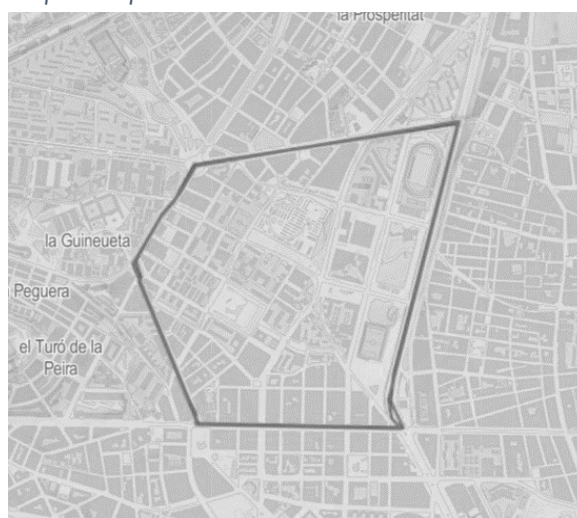 la Prosperitat
la Guineueta
Peguera
el Turó de la
Peira